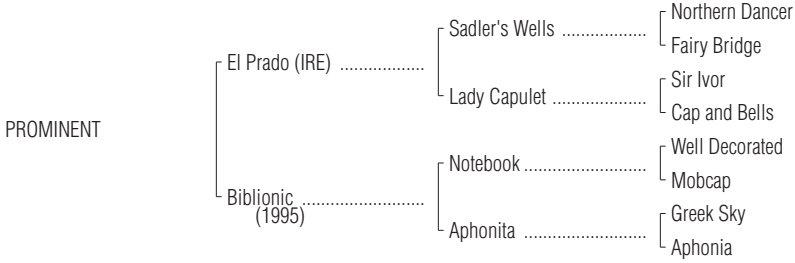 Northern Dancer
Sadler's Wells ..................
Fairy Bridge
El Prado (IRE) ..................
Sir Ivor
Lady Capulet ....................
Cap and Bells
PROMINENT
Well Decorated
Notebook ..........................
Mobcap
Biblionic ..........................
(1995)
Greek Sky
Aphonita ..........................
Aphonia